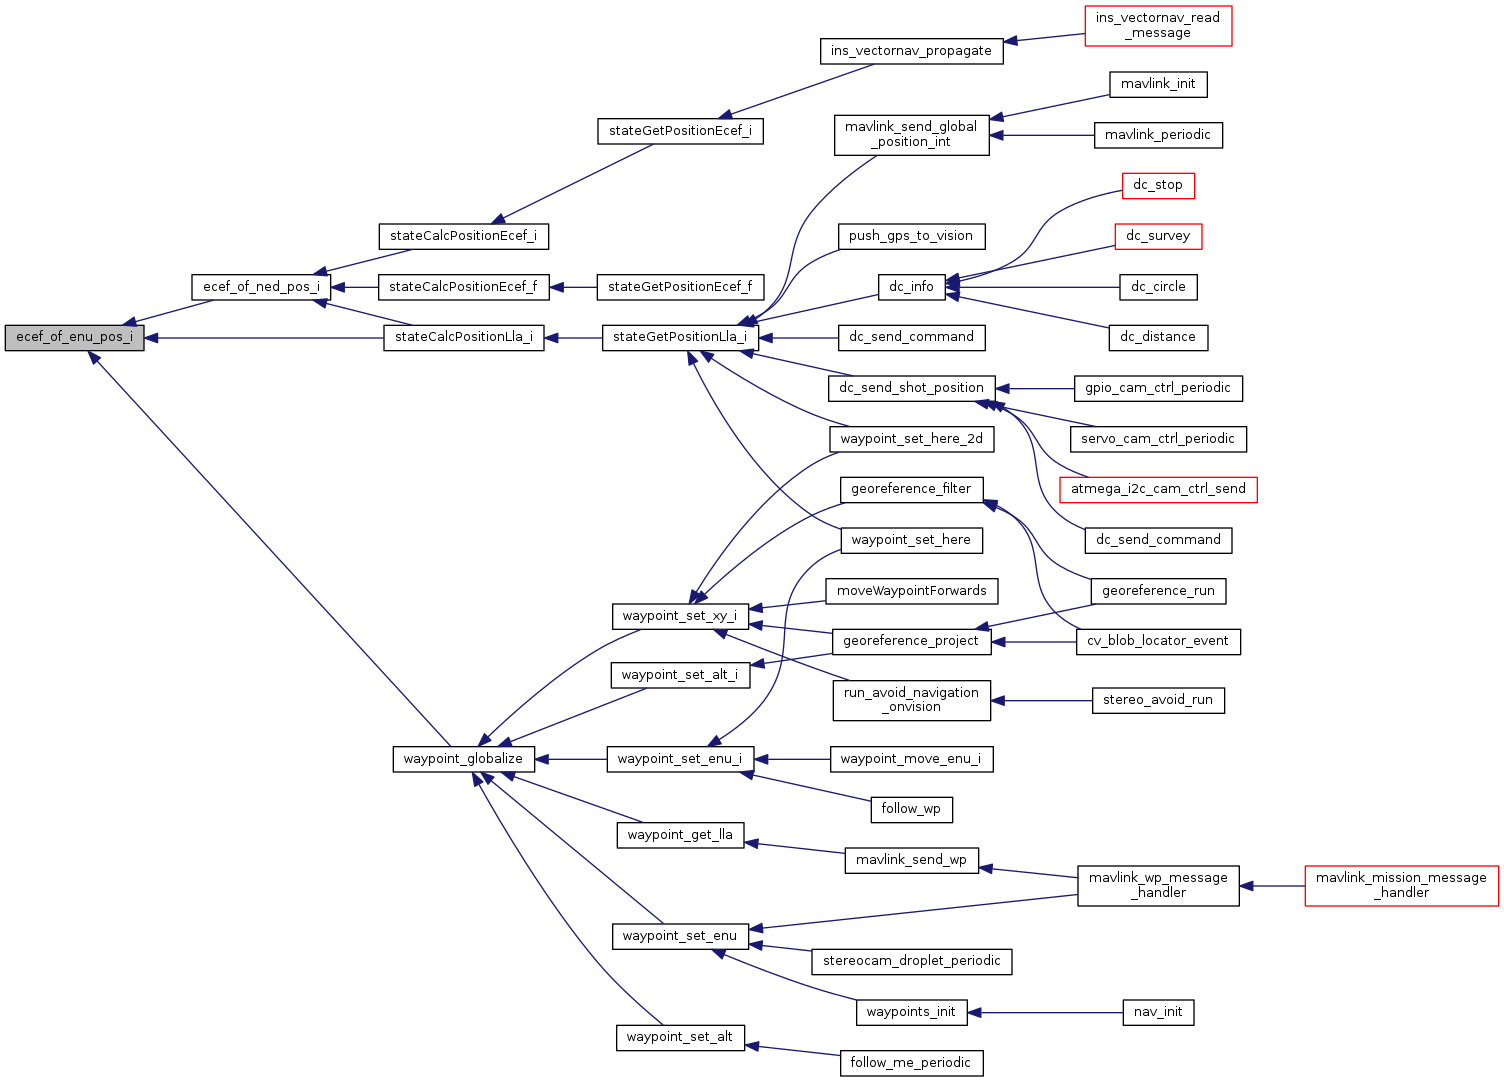 ins_vectornav_read
_message
ins_vectornav_propagate
mavlink_init
mavlink_send_global
_position_int
stateGetPositionEcef_i
mavlink_periodic
dc_stop
stateCalcPositionEcef_i
push_gps_to_vision
dc_survey
ecef_of_ned_pos_i
stateCalcPositionEcef_f
stateGetPositionEcef_f
dc_info
dc_circle
ecef_of_enu_pos_i
stateCalcPositionLla_i
stateGetPositionLla_i
dc_send_command
dc_distance
dc_send_shot_position
gpio_cam_ctrl_periodic
waypoint_set_here_2d
servo_cam_ctrl_periodic
georeference_filter
atmega_i2c_cam_ctrl_send
waypoint_set_here
dc_send_command
moveWaypointForwards
georeference_run
waypoint_set_xy_i
georeference_project
cv_blob_locator_event
waypoint_set_alt_i
run_avoid_navigation
_onvision
stereo_avoid_run
waypoint_globalize
waypoint_set_enu_i
waypoint_move_enu_i
follow_wp
waypoint_get_lla
mavlink_send_wp
mavlink_wp_message
_handler
mavlink_mission_message
_handler
waypoint_set_enu
stereocam_droplet_periodic
waypoints_init
nav_init
waypoint_set_alt
follow_me_periodic